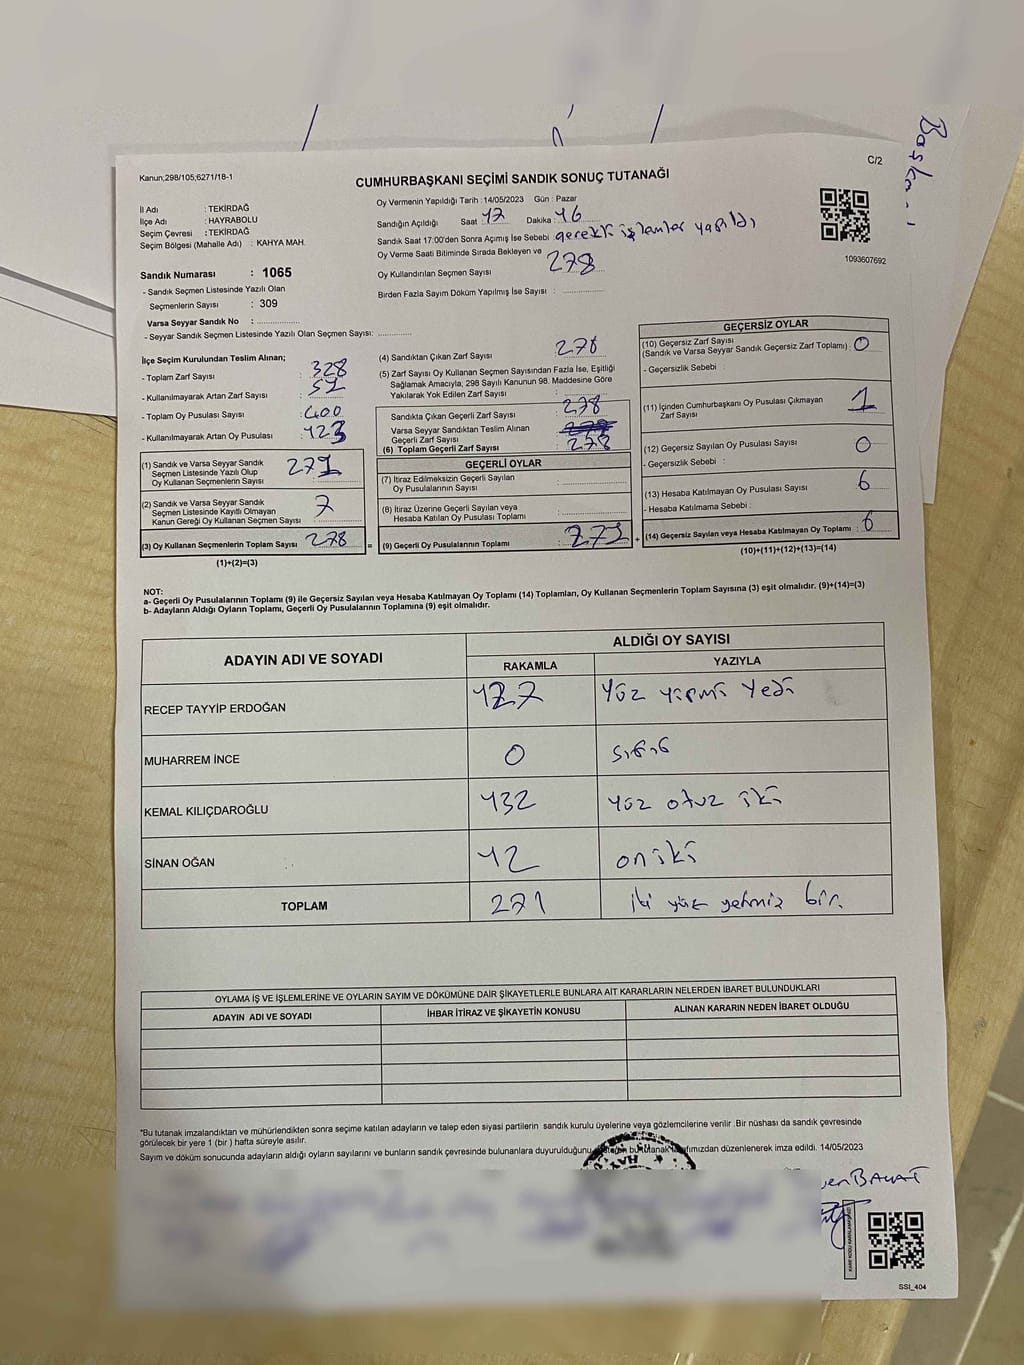 Başka
C/2
Kanun,298/105,6271/18-1
CUMHURBAŞKANI SEÇİMİ SANDIK SONUÇ TUTANAĞI
İl Adı : TEKİRDAĞ
İlçe Adı : HAYRABOLU
Seçim Çevresi : TEKİRDAĞ
Seçim Bölgesi (Mahalle Adı) : KAHYA MAH.
Oy Vermenin Yapıldığı Tarih : 14/05/2023 Gün : Pazar
Sandığın Açıldığı Saat : 17 Dakika : 46
Sandık Saat 17:00'den Sonra Açımış İse Sebebi : gerekli işlemler yapıldı
Oy Verme Saati Bitiminde Sırada Bekleyen ve
Oy Kullandırılan Seçmen Sayısı 278
Birden Fazla Sayım Döküm Yapılmış İse Sayısı :
1093607692
Sandık Numarası : 1065
- Sandık Seçmen Listesinde Yazılı Olan
Seçmenlerin Sayısı : 309
Varsa Seyyar Sandık No :
- Seyyar Sandık Seçmen Listesinde Yazılı Olan Seçmen Sayısı:
İlçe Seçim Kurulundan Teslim Alınan;
- Toplam Zarf Sayısı : 328
- Kullanılmayarak Artan Zarf Sayısı :
- Toplam Oy Pusulası Sayısı : 400
- Kullanılmayarak Artan Oy Pusulası : 123
(1) Sandık ve Varsa Seyyar Sandık
Seçmen Listesinde Yazılı Olup
Oy Kullanan Seçmenlerin Sayısı 271
(2) Sandık ve Varsa Seyyar Sandık
Seçmen Listesinde Kayıtlı Olmayan
Kanun Gereği Oy Kullanan Seçmen Sayısı 7
(3) Oy Kullanan Seçmenlerin Toplam Sayısı 278
(1)+(2)=(3)
(4) Sandıktan Çıkan Zarf Sayısı 278
(5) Zarf Sayısı Oy Kullanan Seçmen Sayısından Fazla İse, Eşitliği
Sağlamak Amacıyla; 298 Sayılı Kanunun 98. Maddesine Göre
Yakılarak Yok Edilen Zarf Sayısı :
Sandıkta Çıkan Geçerli Zarf Sayısı : 278
Varsa Seyyar Sandıktan Teslim Alınan
Geçerli Zarf Sayısı
(6) Toplam Geçerli Zarf Sayısı : 278
GEÇERLİ OYLAR
(7) İtiraz Edilmeksizin Geçerli Sayılan
Oy Pusulalarının Sayısı :
(8) İtiraz Üzerine Geçerli Sayılan veya
Hesaba Katılan Oy Pusulası Toplamı :
= (9) Geçerli Oy Pusulalarının Toplamı : 271 +
GEÇERSİZ OYLAR
(10) Geçersiz Zarf Sayısı
(Sandık ve Varsa Seyyar Sandık Geçersiz Zarf Toplamı) : 0
- Geçersizlik Sebebi :
(11) İçinden Cumhurbaşkanı Oy Pusulası Çıkmayan
Zarf Sayısı : 1
(12) Geçersiz Sayılan Oy Pusulası Sayısı : 0
- Geçersizlik Sebebi :
(13) Hesaba Katılmayan Oy Pusulası Sayısı : 6
- Hesaba Katılmama Sebebi :
(14) Geçersiz Sayılan veya Hesaba Katılmayan Oy Toplamı : 6
(10)+(11)+(12)+(13)=(14)
NOT:
a- Geçerli Oy Pusulalarının Toplamı (9) ile Geçersiz Sayılan veya Hesaba Katılmayan Oy Toplamı (14) Toplamları, Oy Kullanan Seçmenlerin Toplam Sayısına (3) eşit olmalıdır. (9)+(14)=(3)
b- Adayların Aldığı Oyların Toplamı, Geçerli Oy Pusulalarının Toplamına (9) eşit olmalıdır.
ADAYIN ADI VE SOYADI
ALDIĞI OY SAYISI
RAKAMLA YAZIYLA
RECEP TAYYİP ERDOĞAN 127 Yüz yirmi Yedi
MUHARREM İNCE 0 sıfır
KEMAL KILIÇDAROĞLU 132 Yüz otuz iki
SİNAN OĞAN 12 on iki
TOPLAM 271 iki yüz yetmiz bir.
OYLAMA İŞ VE İŞLEMLERİNE VE OYLARIN SAYIM VE DÖKÜMÜNE DAİR ŞİKAYETLERLE BUNLARA AİT KARARLARIN NELERDEN İBARET BULUNDUKLARI
ADAYIN ADI VE SOYADI İHBAR İTİRAZ VE ŞİKAYETİN KONUSU ALINAN KARARIN NEDEN İBARET OLDUĞU
*Bu tutanak imzalandıktan ve mühürlendikten sonra seçime katılan adayların ve talep eden siyasi partilerin sandık kurulu üyelerine veya gözlemcilerine verilir .Bir nüshası da sandık çevresinde
görülecek bir yere 1 (bir ) hafta süreyle asılır.
Sayım ve döküm sonucunda adayların aldığı oyların sayılarını ve bunların sandık çevresinde bulunanlara duyurulduğunu bu tutanak düzenlenerek imza edildi. 14/05/2023
SSI_404